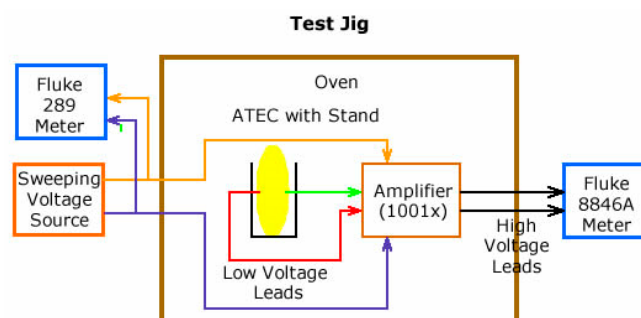 Test Jig
Fluke
289
Meter
Oven
ATEC with Stand
Sweeping
Voltage
Source
Amplifier
(1001x)
Fluke
8846A
Meter
Low Voltage
Leads
High
Voltage
Leads